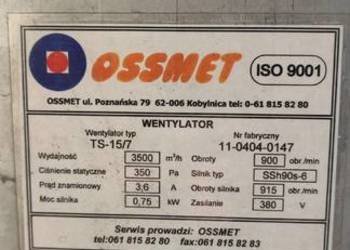 OSSMET
ISO 9001
OSSMET ul. Poznańska 79 62-006 Kobylnica tel: 0-61 815 82 80
WENTYLATOR
Wentylator typ Nr fabryczny
TS-15/7 11-0404-0147
Wydajność 3500 m³/h Obroty 900 obr./min
Ciśnienie statyczne 350 Pa Silnik typ SSh90s-6
Prąd znamionowy 3,6 A Obroty silnika 915 obr./min
Moc silnika 0,75 kW Zasilanie 380 V
Serwis prowadzi: OSSMET
tel:061 815 82 80 fax:061 815 82 83